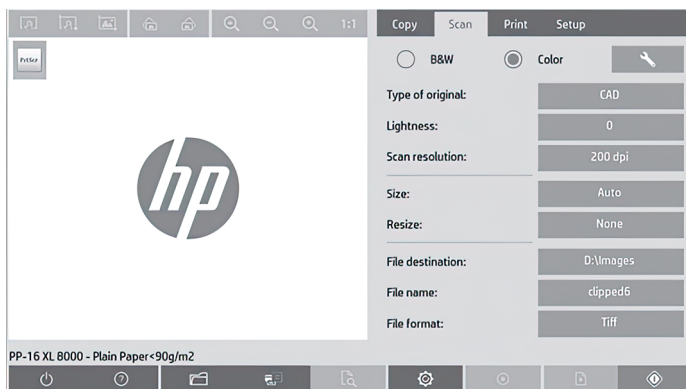 1:1
Copy Scan Print Setup
PrtScr
B&W Color
hp
Type of original: CAD
Lightness: 0
Scan resolution: 200 dpi
Size: Auto
Resize: None
File destination: D:\Images
File name: clipped6
File format: Tiff
PP-16 XL 8000 - Plain Paper<90g/m2